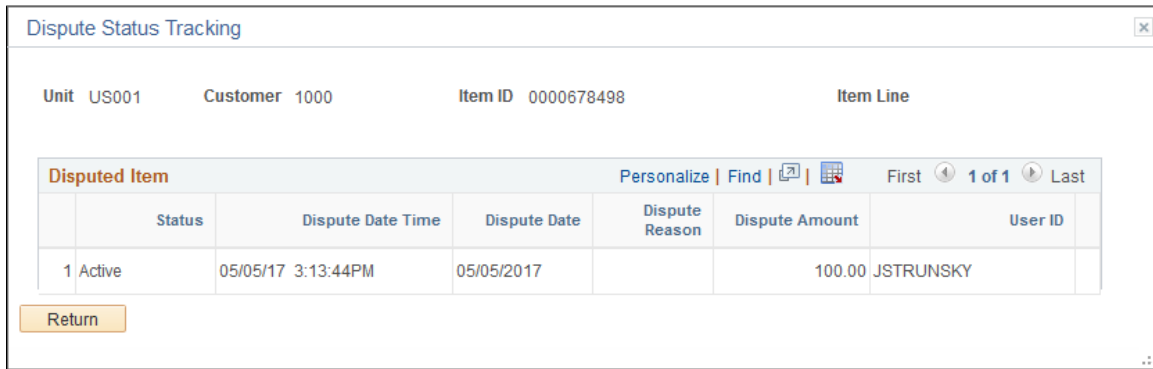 Dispute Status Tracking
Unit US001 Customer 1000 Item ID 0000678498 Item Line
Disputed Item Personalize | Find | | First 1 of 1 Last
Status Dispute Date Time Dispute Date Dispute Reason Dispute Amount User ID
1 Active 05/05/17 3:13:44PM 05/05/2017 100.00 JSTRUNSKY
Return